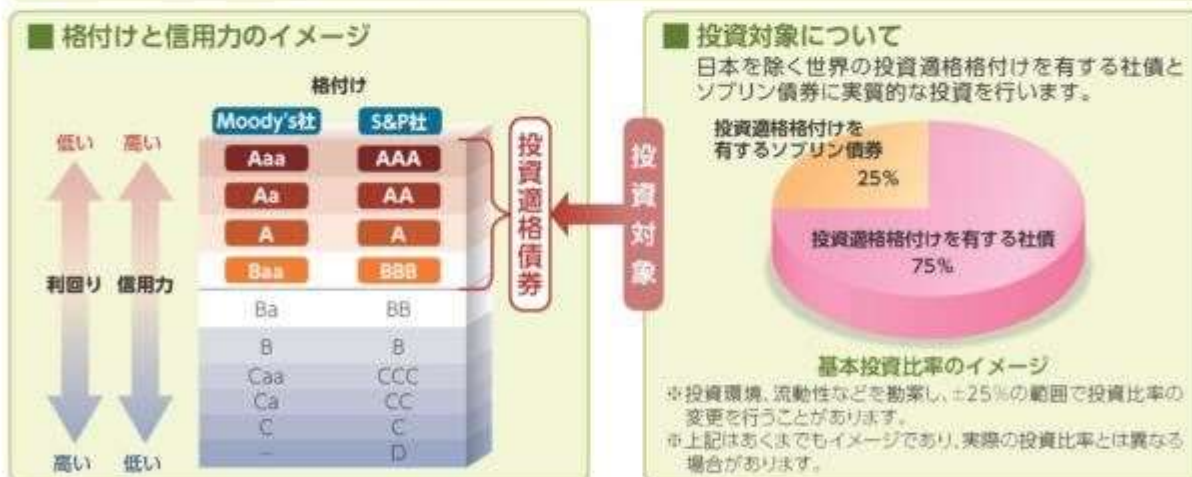 ■ 格付けと信用力のイメージ
格付け
Moody's社 S&P社
低い 高い
Aaa AAA
Aa AA
A A
Baa BBB
利回り 信用力
Ba BB
B B
Caa CCC
Ca CC
C C
– D
高い 低い
投資適格債券
投資対象
■ 投資対象について
日本を除く世界の投資適格格付けを有する社債と
ソブリン債券に実質的な投資を行います。
投資適格格付けを
有するソブリン債券
25%
投資適格格付けを有する社債
75%
基本投資比率のイメージ
※投資環境、流動性などを勘案し、±25%の範囲で投資比率の
変更を行うことがあります。
※上記はあくまでもイメージであり、実際の投資比率とは異なる
場合があります。